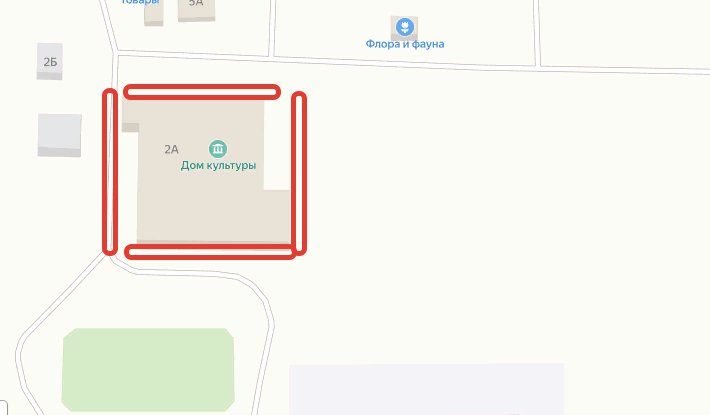 товары
5А
Флора и фауна
2Б
2А
Дом культуры